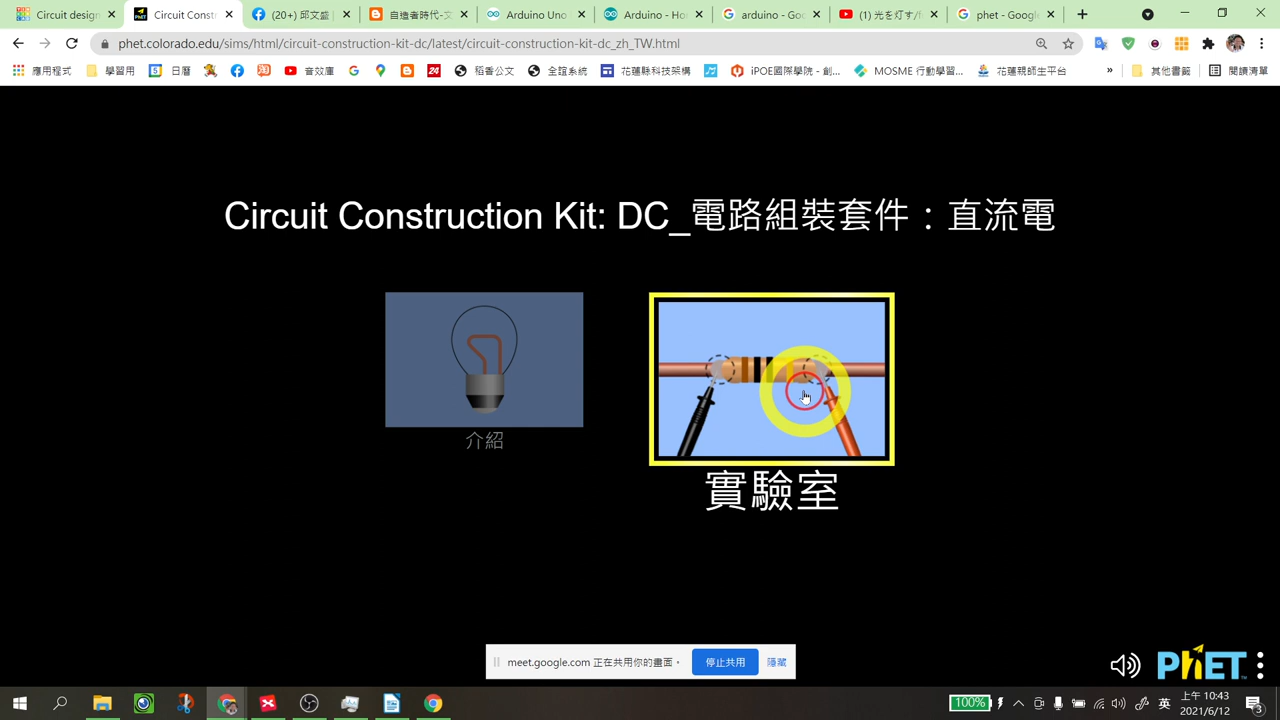 Circuit design
Circuit Constr
(20+) 邱文盛 |
自造者時代-文
Arduino Uno
Arduino - Ho
arduino - Goo
(1) 光を灯す/h
phet - Google
phet.colorado.edu/sims/html/circuit-construction-kit-dc/latest/circuit-construction-kit-dc_zh_TW.html
應用程式
學習用
日曆
音效庫
稻香公文
全誼系統
花蓮縣科技架構
iPOE國際學院 - 創...
MOSME 行動學習...
花蓮親師生平台
»
其他書籤
閱讀清單
Circuit Construction Kit: DC_電路組裝套件：直流電
介紹
實驗室
meet.google.com 正在共用你的畫面。
停止共用
隱藏
PhET
100%
英
上午 10:43
2021/6/12
3